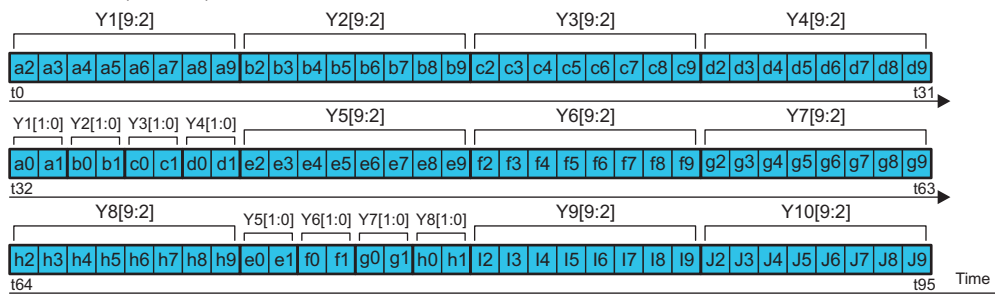 Y1[9:2] Y2[9:2] Y3[9:2] Y4[9:2]
a2 a3 a4 a5 a6 a7 a8 a9 b2 b3 b4 b5 b6 b7 b8 b9 c2 c3 c4 c5 c6 c7 c8 c9 d2 d3 d4 d5 d6 d7 d8 d9
t0 t31
Y1[1:0] Y2[1:0] Y3[1:0] Y4[1:0] Y5[9:2] Y6[9:2] Y7[9:2]
a0 a1 b0 b1 c0 c1 d0 d1 e2 e3 e4 e5 e6 e7 e8 e9 f2 f3 f4 f5 f6 f7 f8 f9 g2 g3 g4 g5 g6 g7 g8 g9
t32 t63
Y8[9:2] Y5[1:0] Y6[1:0] Y7[1:0] Y8[1:0] Y9[9:2] Y10[9:2]
h2 h3 h4 h5 h6 h7 h8 h9 e0 e1 f0 f1 g0 g1 h0 h1 I2 I3 I4 I5 I6 I7 I8 I9 J2 J3 J4 J5 J6 J7 J8 J9
t64 t95 Time